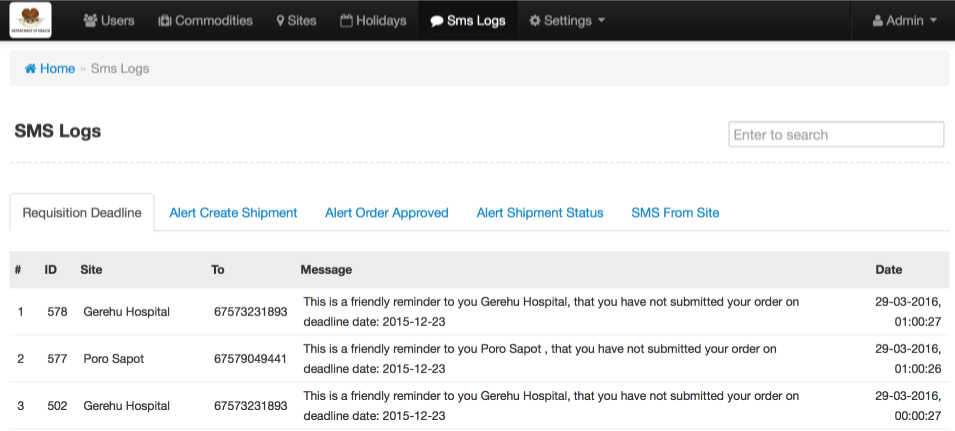 DEPARTMENT OF HEALTH
Users Commodities Sites Holidays Sms Logs Settings Admin
Home » Sms Logs
SMS Logs
Enter to search
Requisition Deadline Alert Create Shipment Alert Order Approved Alert Shipment Status SMS From Site
# ID Site To Message Date
1 578 Gerehu Hospital 67573231893 This is a friendly reminder to you Gerehu Hospital, that you have not submitted your order on 29-03-2016,
deadline date: 2015-12-23 01:00:27
2 577 Poro Sapot 67579049441 This is a friendly reminder to you Poro Sapot , that you have not submitted your order on 29-03-2016,
deadline date: 2015-12-23 01:00:26
3 502 Gerehu Hospital 67573231893 This is a friendly reminder to you Gerehu Hospital, that you have not submitted your order on 29-03-2016,
deadline date: 2015-12-23 00:00:27